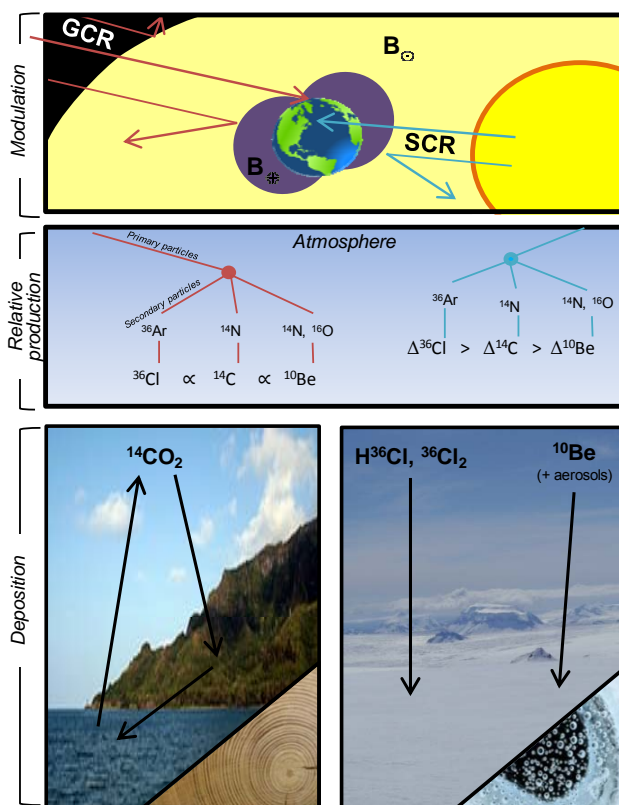 Modulation
GCR
B☉
SCR
B⊕
Relative
production
Atmosphere
Primary particles
Secondary particles
³⁶Ar ¹⁴N ¹⁴N, ¹⁶O
³⁶Cl ∝ ¹⁴C ∝ ¹⁰Be
³⁶Ar ¹⁴N ¹⁴N, ¹⁶O
Δ³⁶Cl > Δ¹⁴C > Δ¹⁰Be
Deposition
¹⁴CO₂
H³⁶Cl, ³⁶Cl₂
¹⁰Be
(+ aerosols)